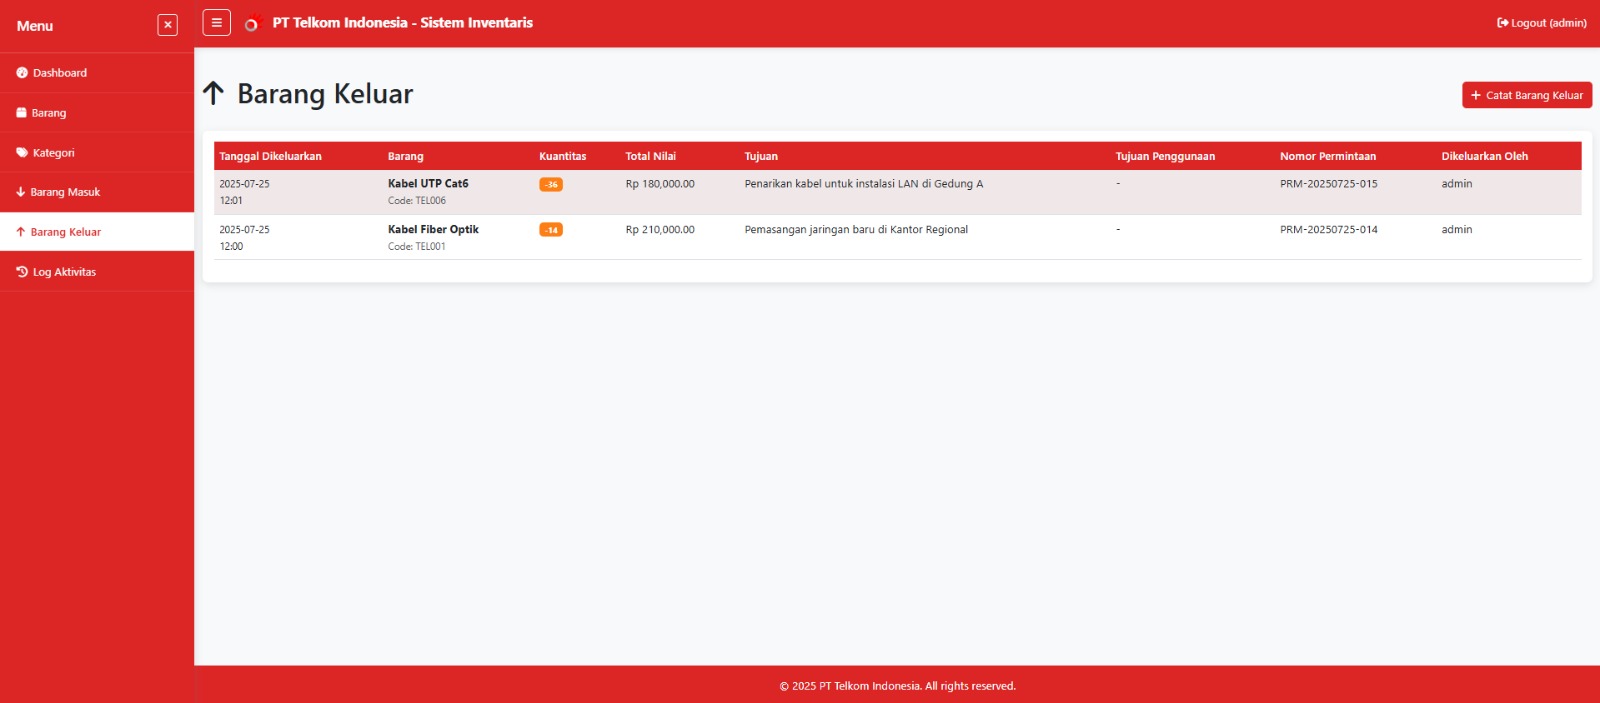 Menu
PT Telkom Indonesia - Sistem Inventaris
Logout (admin)
Dashboard
Barang
Kategori
Barang Masuk
Barang Keluar
Log Aktivitas
Barang Keluar
+ Catat Barang Keluar
Tanggal Dikeluarkan Barang Kuantitas Total Nilai Tujuan Tujuan Penggunaan Nomor Permintaan Dikeluarkan Oleh
2025-07-25 Kabel UTP Cat6 -36 Rp 180,000.00 Penarikan kabel untuk instalasi LAN di Gedung A - PRM-20250725-015 admin
12:01 Code: TEL006
2025-07-25 Kabel Fiber Optik -14 Rp 210,000.00 Pemasangan jaringan baru di Kantor Regional - PRM-20250725-014 admin
12:00 Code: TEL001
© 2025 PT Telkom Indonesia. All rights reserved.